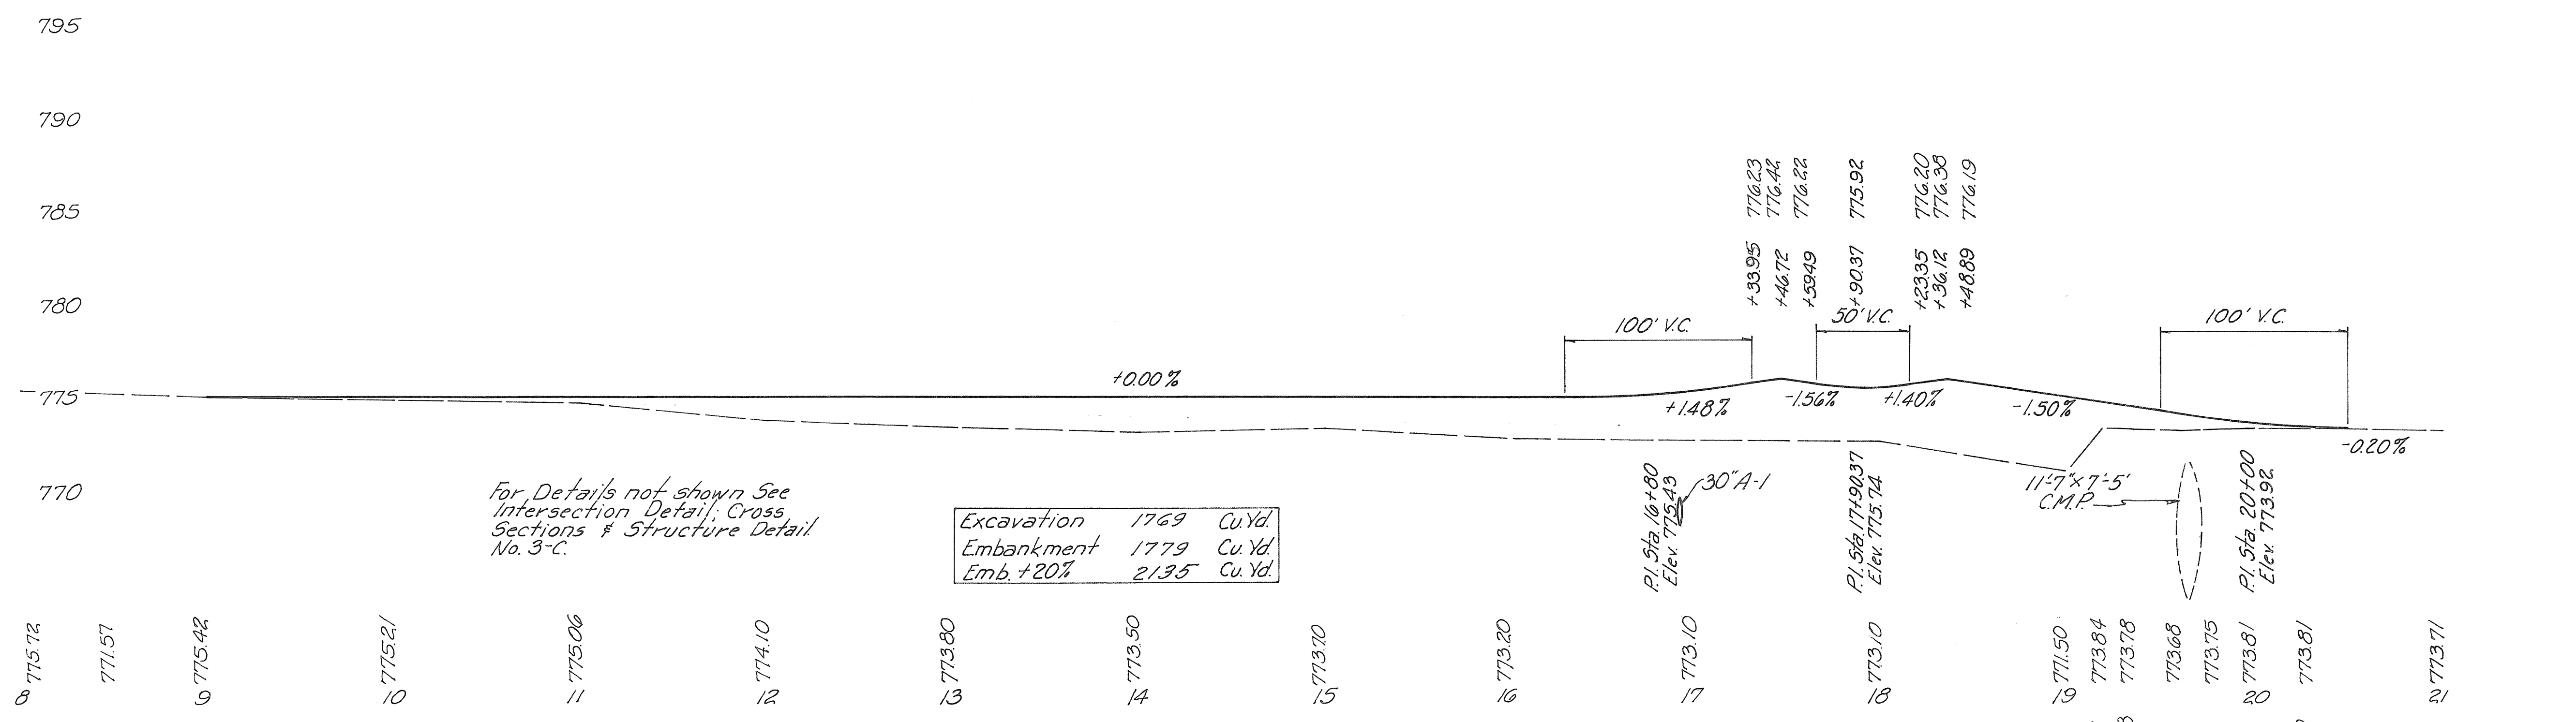 795
790
785
780
775
770
776.23
776.42
776.22
775.92
776.20
776.38
776.19
+33.95
+46.72
+59.49
+90.37
+23.35
+36.12
+48.89
100' V.C.
50' V.C.
100' V.C.
+0.00%
+1.48%
-1.56%
+1.40%
-1.50%
-0.20%
For Details not shown See
Intersection Detail; Cross
Sections & Structure Detail
No. 3-C.
Excavation 1769 Cu.Yd.
Embankment 1779 Cu. Yd.
Emb. +20% 2135 Cu. Yd.
P.I. Sta. 16+80
Elev. 775.43
30" A-1
P.I. Sta. 17+90.37
Elev. 775.74
11'-7" x 7'-5'
C.M.P.
P.I. Sta. 20+00
Elev. 773.92
775.72
771.57
775.42
775.21
775.06
774.10
773.80
773.50
773.70
773.20
773.10
773.10
771.50
773.84
773.78
773.68
773.75
773.81
773.81
773.71
8 9 10 11 12 13 14 15 16 17 18 19 20 21